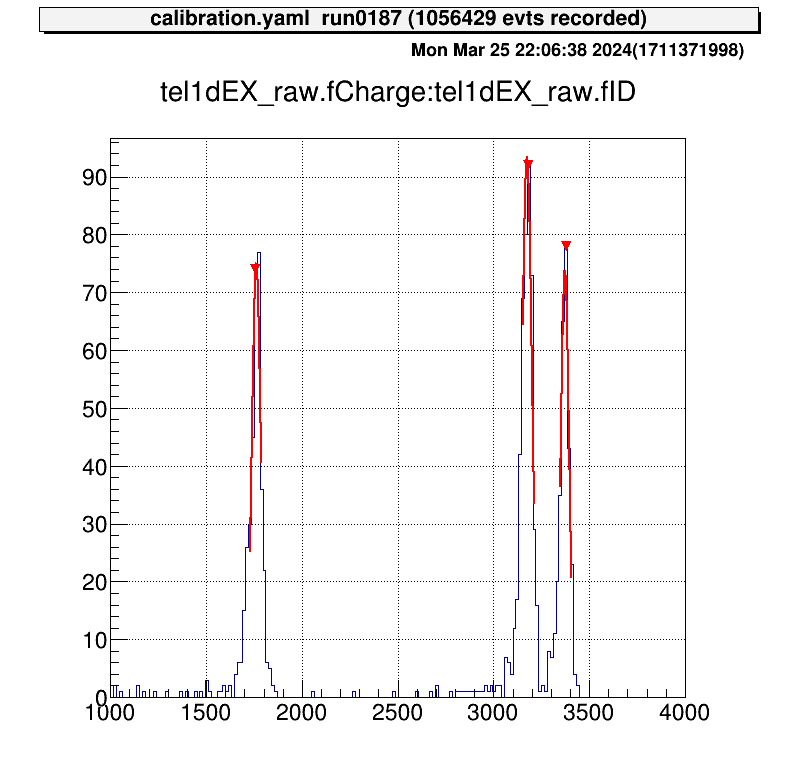 calibration.yaml run0187 (1056429 evts recorded)
Mon Mar 25 22:06:38 2024(1711371998)
tel1dEX_raw.fCharge:tel1dEX_raw.fID
90
80
70
60
50
40
30
20
10
0
1000 1500 2000 2500 3000 3500 4000